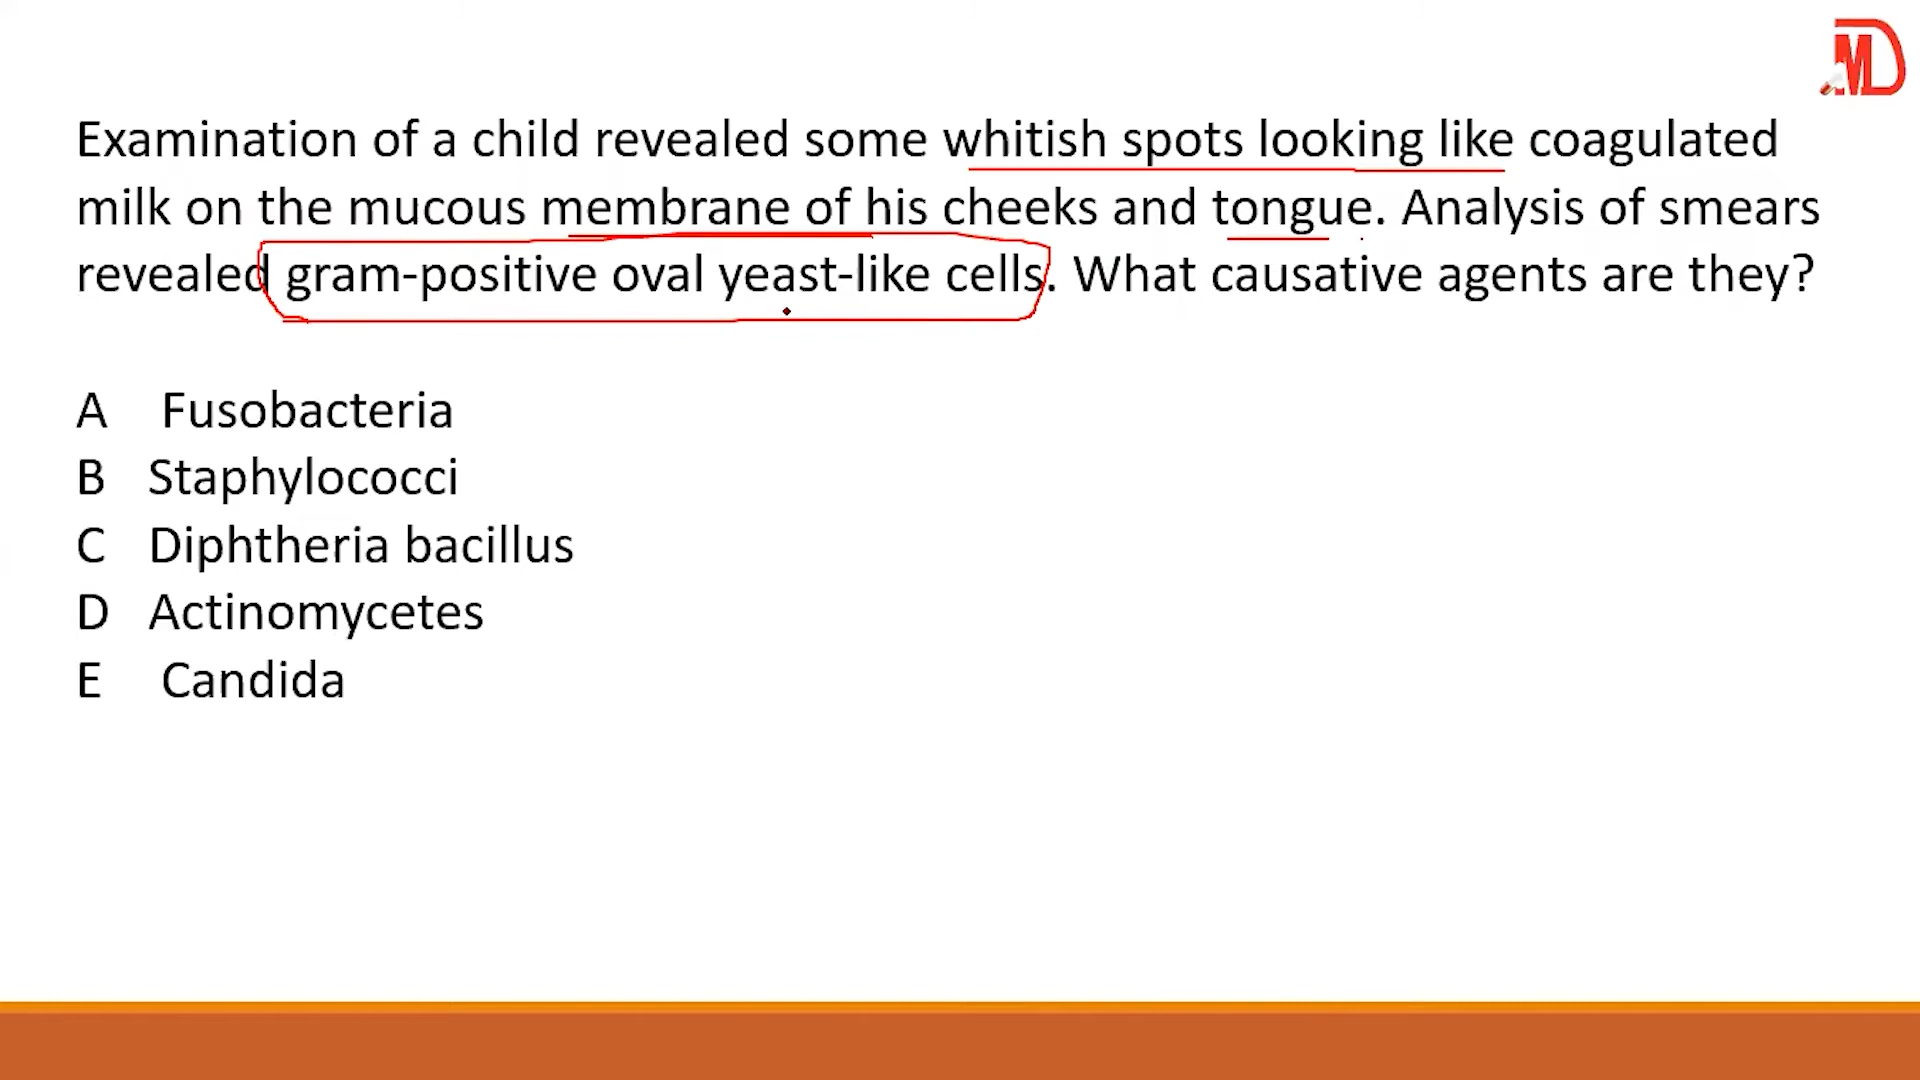 MD
Examination of a child revealed some whitish spots looking like coagulated
milk on the mucous membrane of his cheeks and tongue. Analysis of smears
revealed gram-positive oval yeast-like cells. What causative agents are they?
A Fusobacteria
B Staphylococci
C Diphtheria bacillus
D Actinomycetes
E Candida